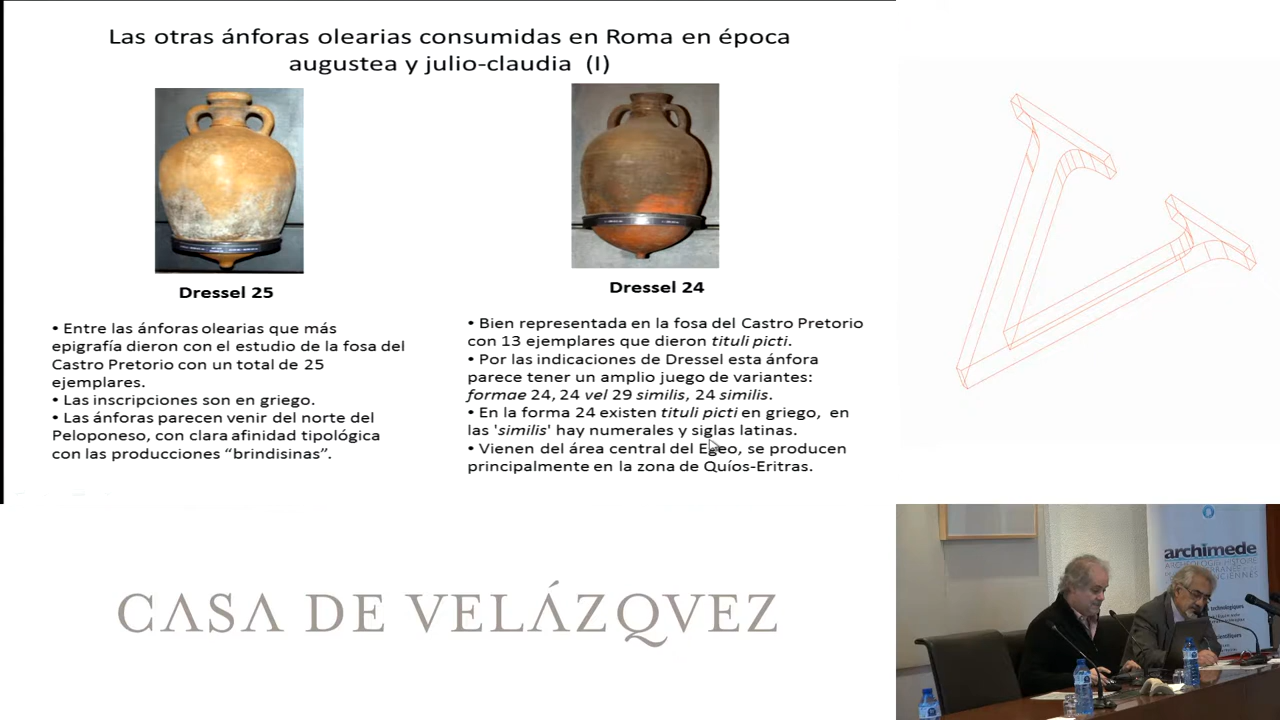 Las otras ánforas olearias consumidas en Roma en época
augustea y julio-claudia (I)
Dressel 25
• Entre las ánforas olearias que más
epigrafía dieron con el estudio de la fosa del
Castro Pretorio con un total de 25
ejemplares.
• Las inscripciones son en griego.
• Las ánforas parecen venir del norte del
Peloponeso, con clara afinidad tipológica
con las producciones “brindisinas”.
Dressel 24
• Bien representada en la fosa del Castro Pretorio
con 13 ejemplares que dieron tituli picti.
• Por las indicaciones de Dressel esta ánfora
parece tener un amplio juego de variantes:
formae 24, 24 vel 29 similis, 24 similis.
• En la forma 24 existen tituli picti en griego, en
las 'similis' hay numerales y siglas latinas.
• Vienen del área central del Egeo, se producen
principalmente en la zona de Quíos-Eritras.
V
CASA DE VELÁZQVEZ
archimede